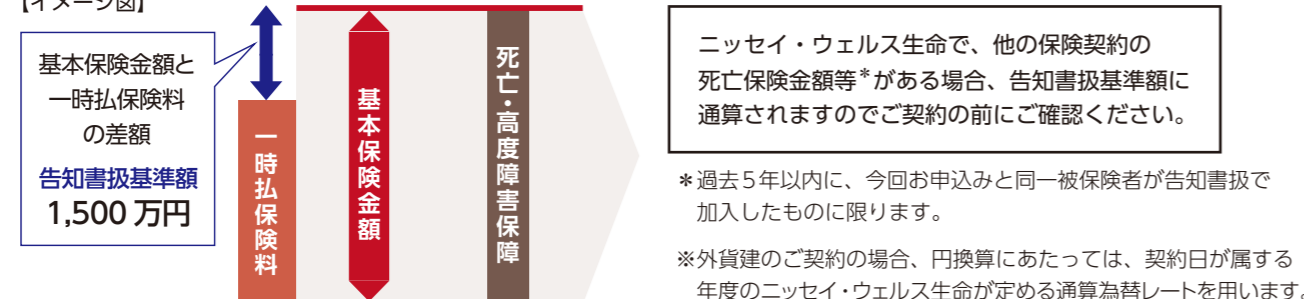 【イメージ図】
基本保険金額と
一時払保険料
の差額
告知書扱基準額
1,500 万円
一時払保険料
基本保険金額
死亡・高度障害保障
ニッセイ・ウェルス生命で、他の保険契約の
死亡保険金額等*がある場合、告知書扱基準額に
通算されますのでご契約の前にご確認ください。
*過去5年以内に、今回お申込みと同一被保険者が告知書扱で
加入したものに限ります。
※外貨建のご契約の場合、円換算にあたっては、契約日が属する
年度のニッセイ・ウェルス生命が定める通算為替レートを用います。